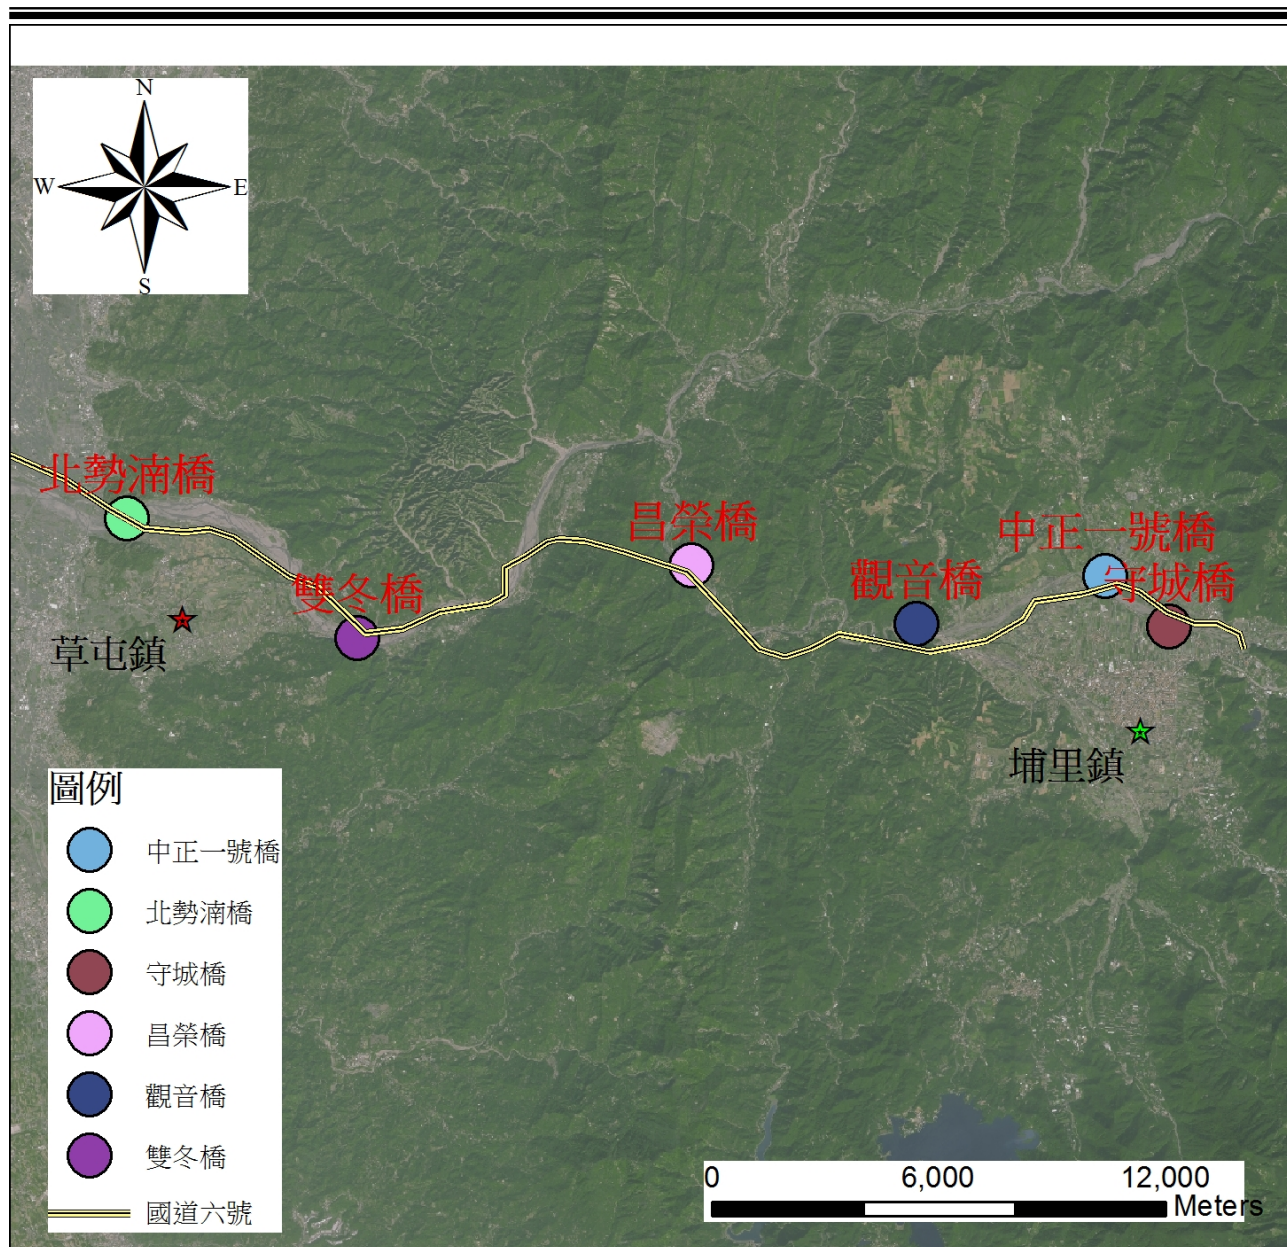 N
W
E
S
北勢湳橋
昌榮橋
中正一號橋
觀音橋
守城橋
雙冬橋
草屯鎮
埔里鎮
圖例
中正一號橋
北勢湳橋
守城橋
昌榮橋
觀音橋
雙冬橋
國道六號
0 6,000 12,000
Meters